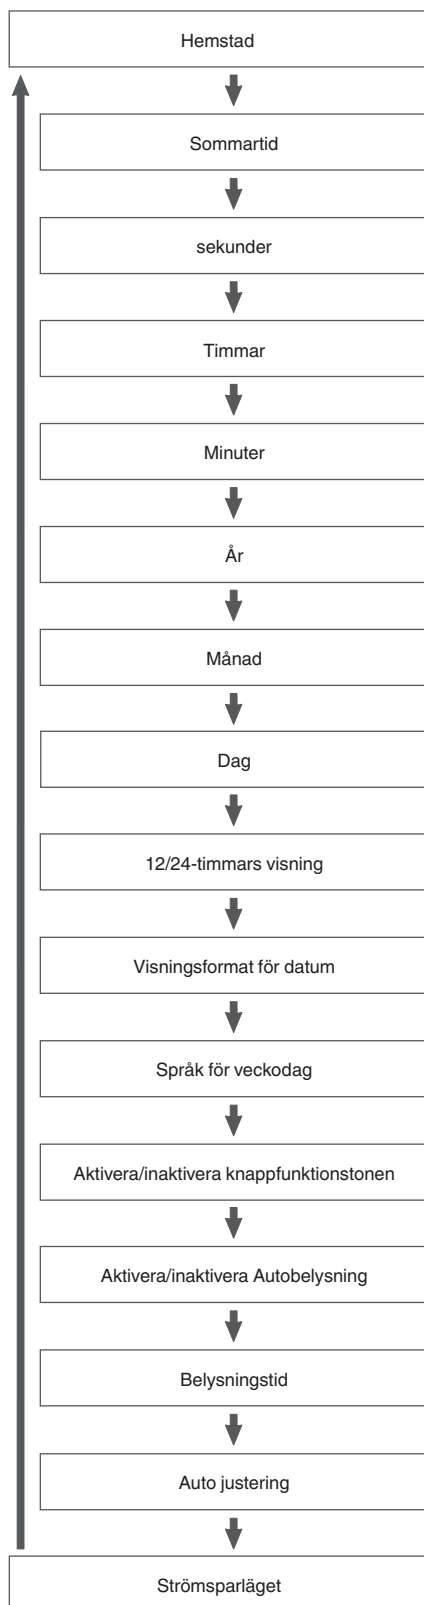 Hemstad
Sommartid
sekunder
Timmar
Minuter
År
Månad
Dag
12/24-timmars visning
Visningsformat för datum
Språk för veckodag
Aktivera/inaktivera knappfunktionstonen
Aktivera/inaktivera Autobelysning
Belysningstid
Auto justering
Strömsparläget